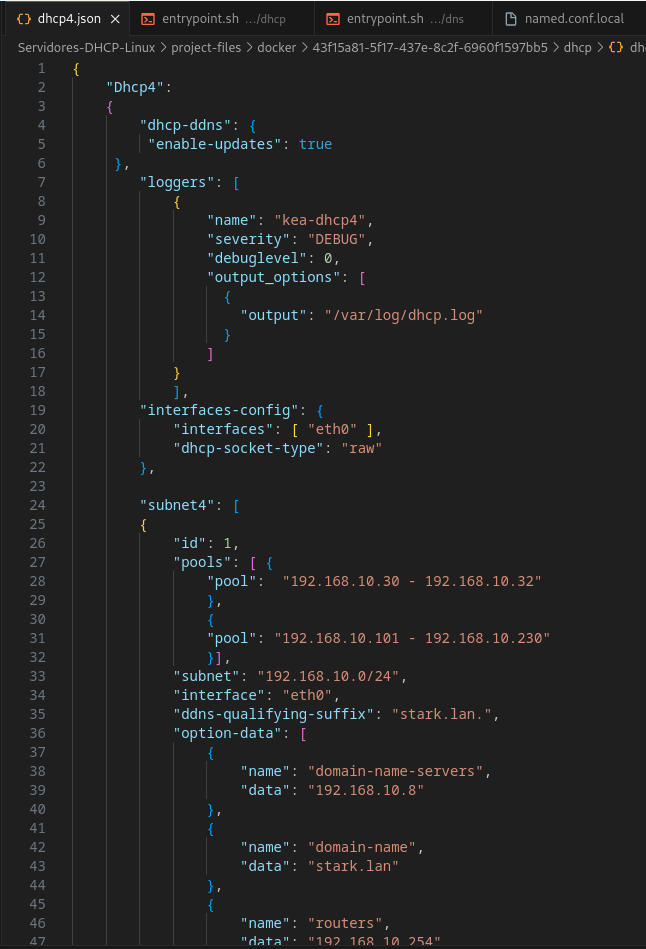 dhcp4.json × entrypoint.sh .../dhcp entrypoint.sh .../dns named.conf.local
Servidores-DHCP-Linux > project-files > docker > 43f15a81-5f17-437e-8c2f-6960f1597bb5 > dhcp > {} dh
1 {
2 "Dhcp4":
3 {
4 "dhcp-ddns": {
5 "enable-updates": true
6 },
7 "loggers": [
8 {
9 "name": "kea-dhcp4",
10 "severity": "DEBUG",
11 "debuglevel": 0,
12 "output_options": [
13 {
14 "output": "/var/log/dhcp.log"
15 }
16 ]
17 }
18 ],
19 "interfaces-config": {
20 "interfaces": [ "eth0" ],
21 "dhcp-socket-type": "raw"
22 },
23
24 "subnet4": [
25 {
26 "id": 1,
27 "pools": [ {
28 "pool":  "192.168.10.30 - 192.168.10.32"
29 },
30 {
31 "pool": "192.168.10.101 - 192.168.10.230"
32 }],
33 "subnet": "192.168.10.0/24",
34 "interface": "eth0",
35 "ddns-qualifying-suffix": "stark.lan.",
36 "option-data": [
37 {
38 "name": "domain-name-servers",
39 "data": "192.168.10.8"
40 },
41 {
42 "name": "domain-name",
43 "data": "stark.lan"
44 },
45 {
46 "name": "routers",
47 "data": "192.168.10.254"